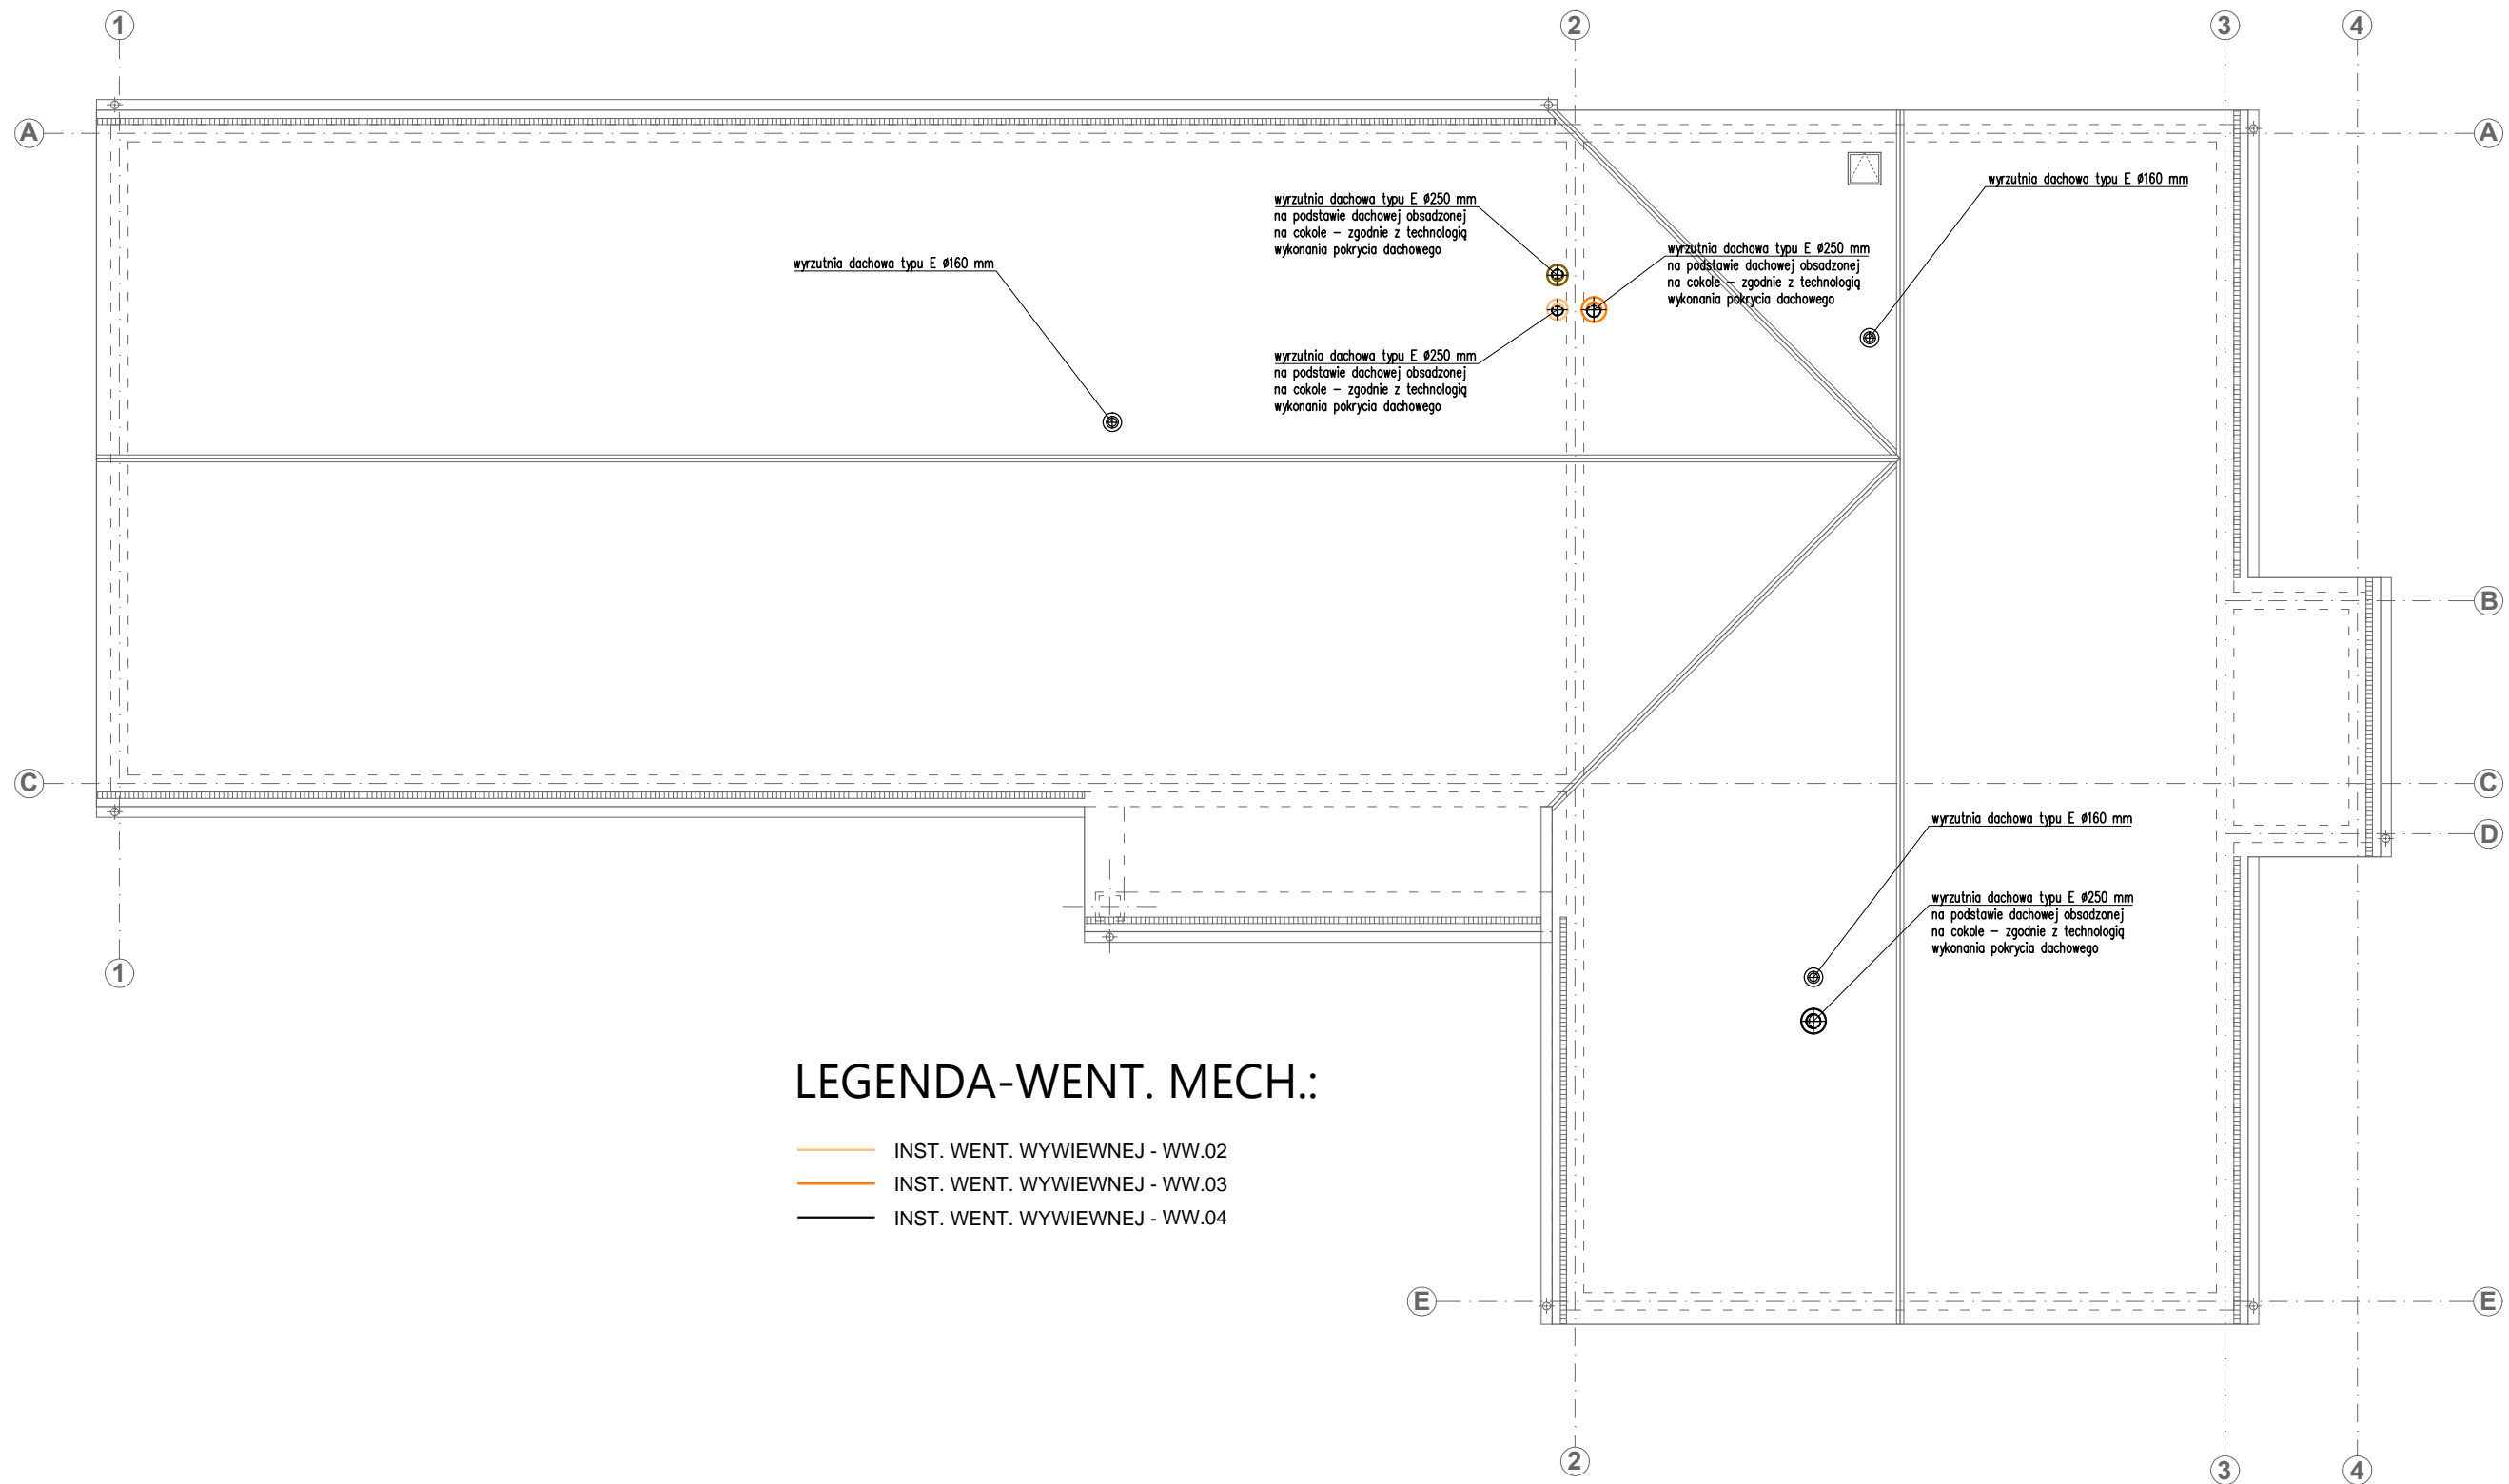 1
2
3
4
A
A
wyrzutnia dachowa typu E ø160 mm
wyrzutnia dachowa typu E ø250 mm
na podstawie dachowej obsadzonej
na cokole – zgodnie z technologią
wykonania pokrycia dachowego
wyrzutnia dachowa typu E ø250 mm
na podstawie dachowej obsadzonej
na cokole – zgodnie z technologią
wykonania pokrycia dachowego
wyrzutnia dachowa typu E ø160 mm
wyrzutnia dachowa typu E ø250 mm
na podstawie dachowej obsadzonej
na cokole – zgodnie z technologią
wykonania pokrycia dachowego
B
C
C
wyrzutnia dachowa typu E ø160 mm
D
wyrzutnia dachowa typu E ø250 mm
na podstawie dachowej obsadzonej
na cokole – zgodnie z technologią
wykonania pokrycia dachowego
1
LEGENDA-WENT. MECH.:
INST. WENT. WYWIEWNEJ - WW.02
INST. WENT. WYWIEWNEJ - WW.03
INST. WENT. WYWIEWNEJ - WW.04
E
E
2
3
4